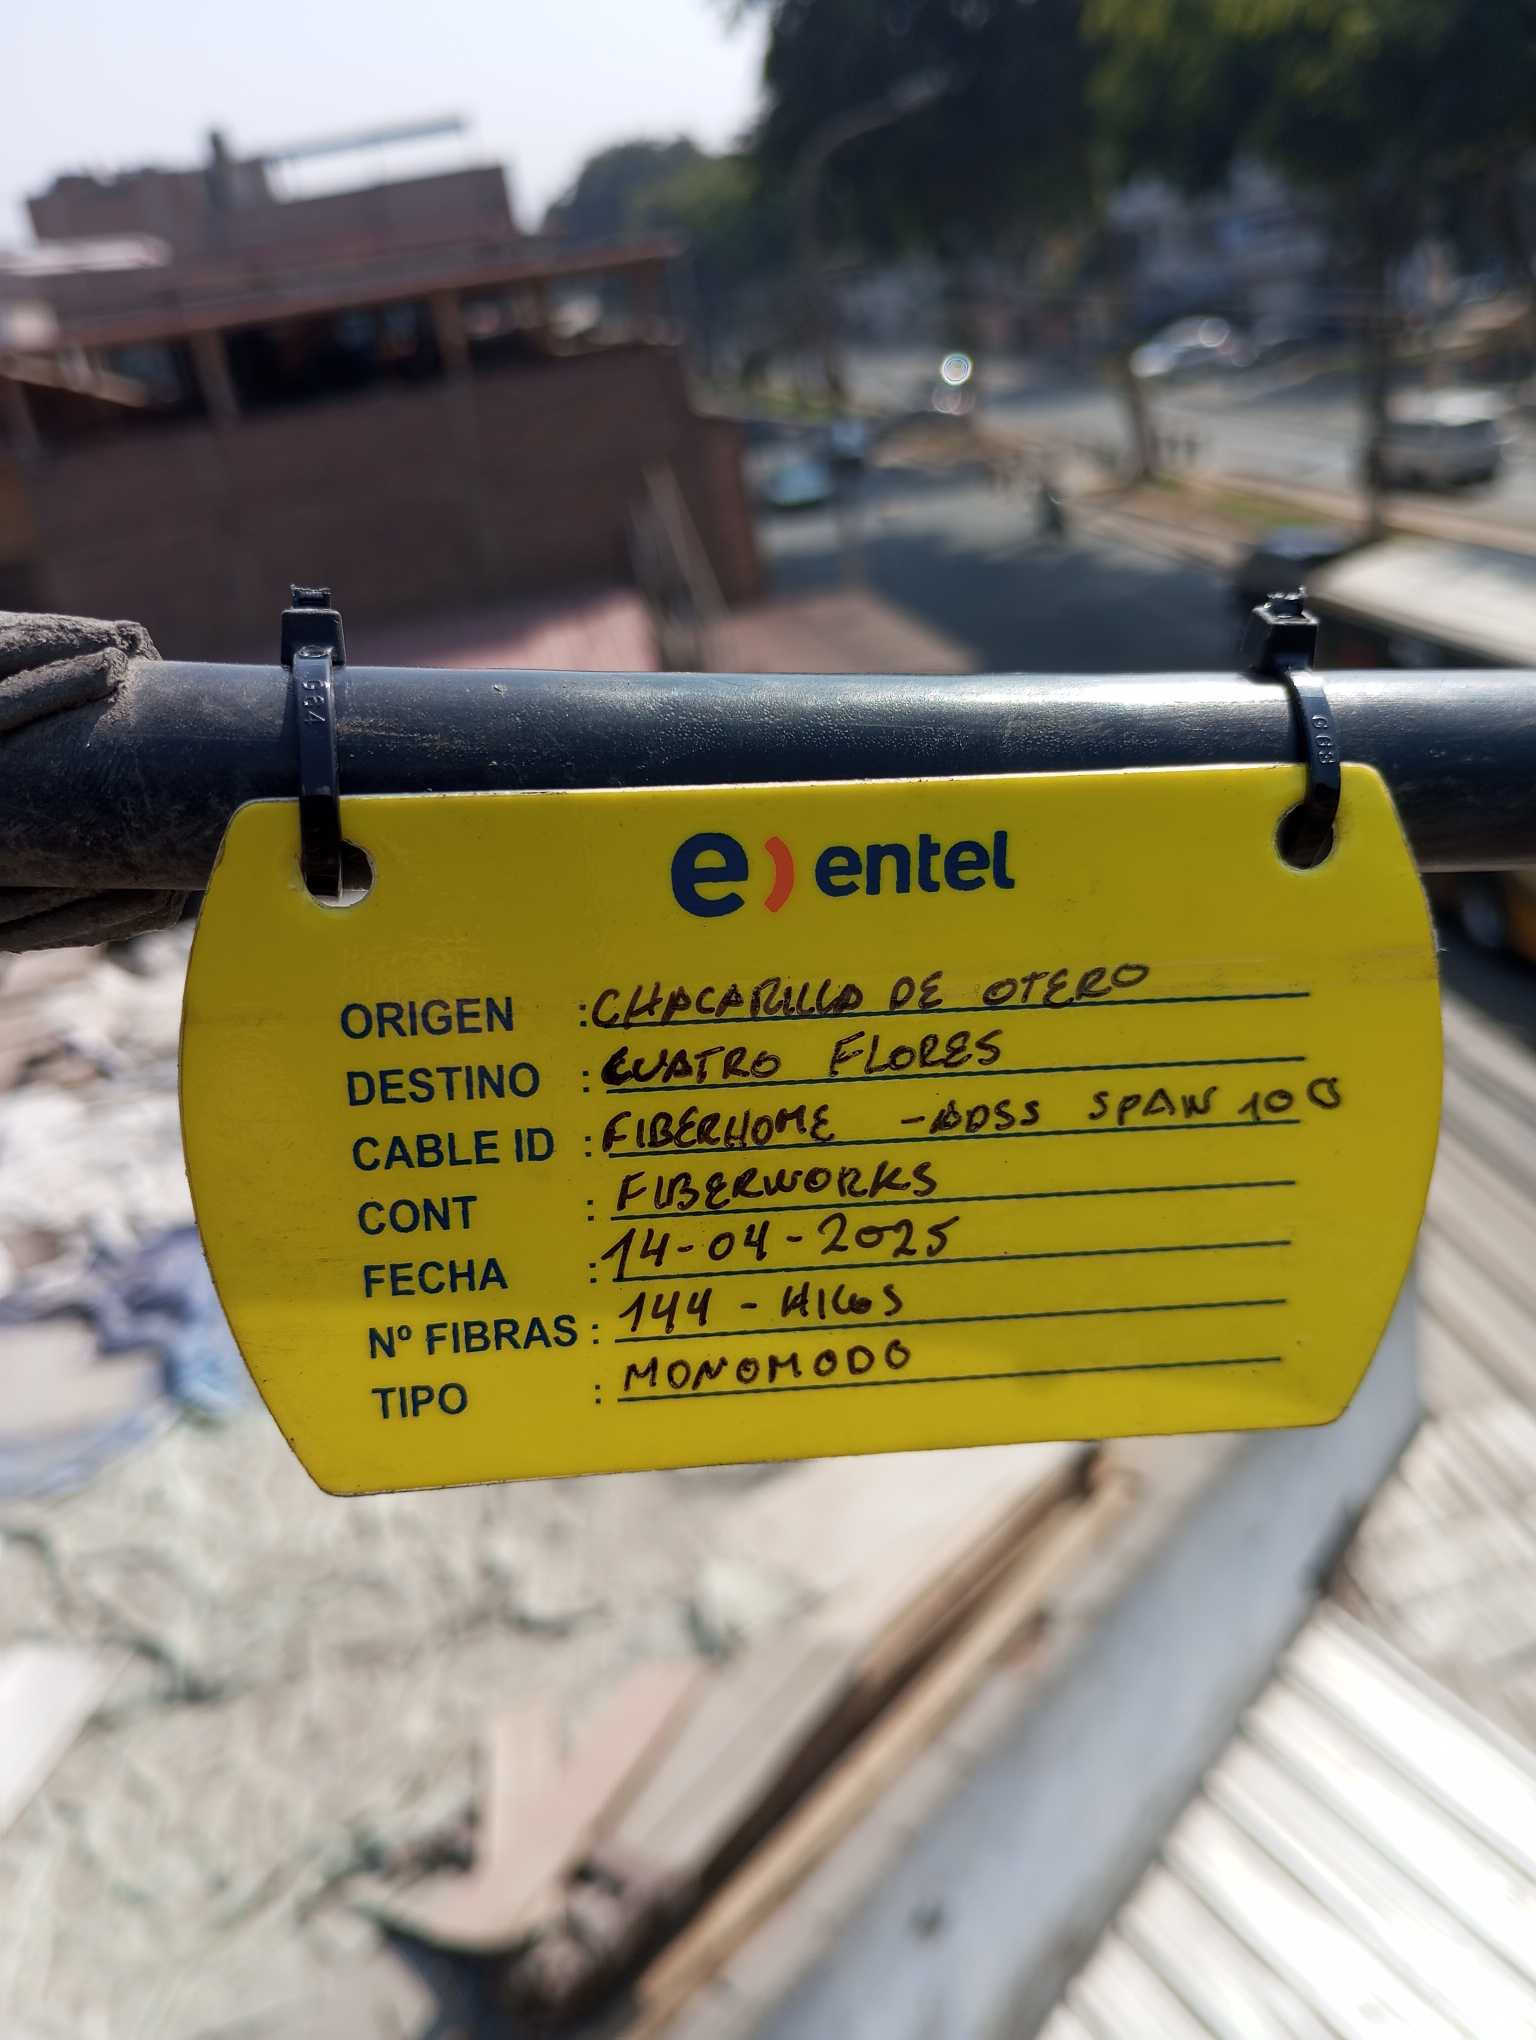 e) entel
ORIGEN : CHACARILLA DE OTERO
DESTINO : CUATRO FLORES
CABLE ID : FIBERHOME - ADSS SPAN 100
CONT : FIBERWORKS
FECHA : 14-04-2025
Nº FIBRAS : 144 - HILOS
TIPO : MONOMODO